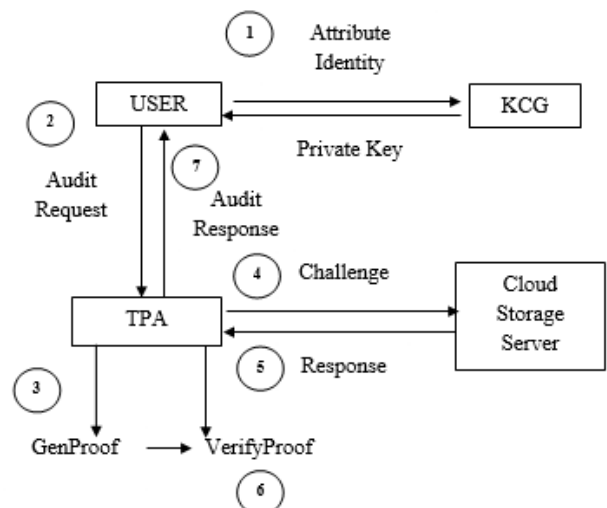 1
Attribute
Identity
USER
KCG
2
Private Key
7
Audit
Request
Audit
Response
4
Challenge
Cloud
Storage
Server
TPA
5
Response
3
GenProof
VerifyProof
6